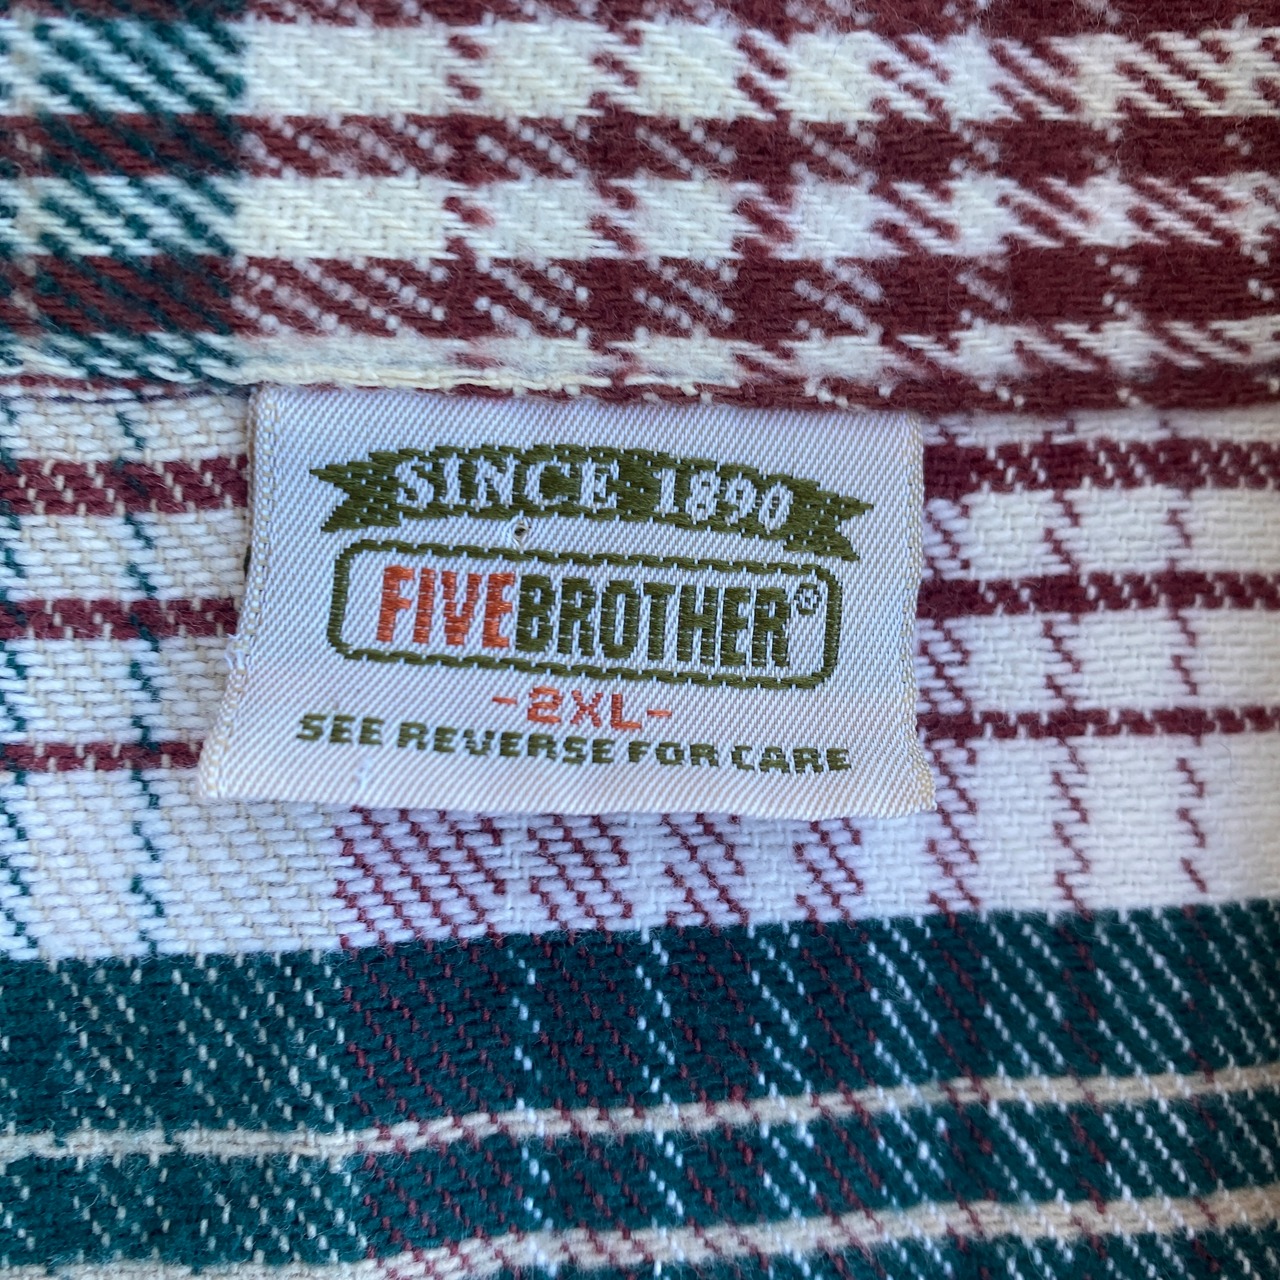 SINCE 1890
FIVEBROTHER®
-2XL-
SEE REVERSE FOR CARE